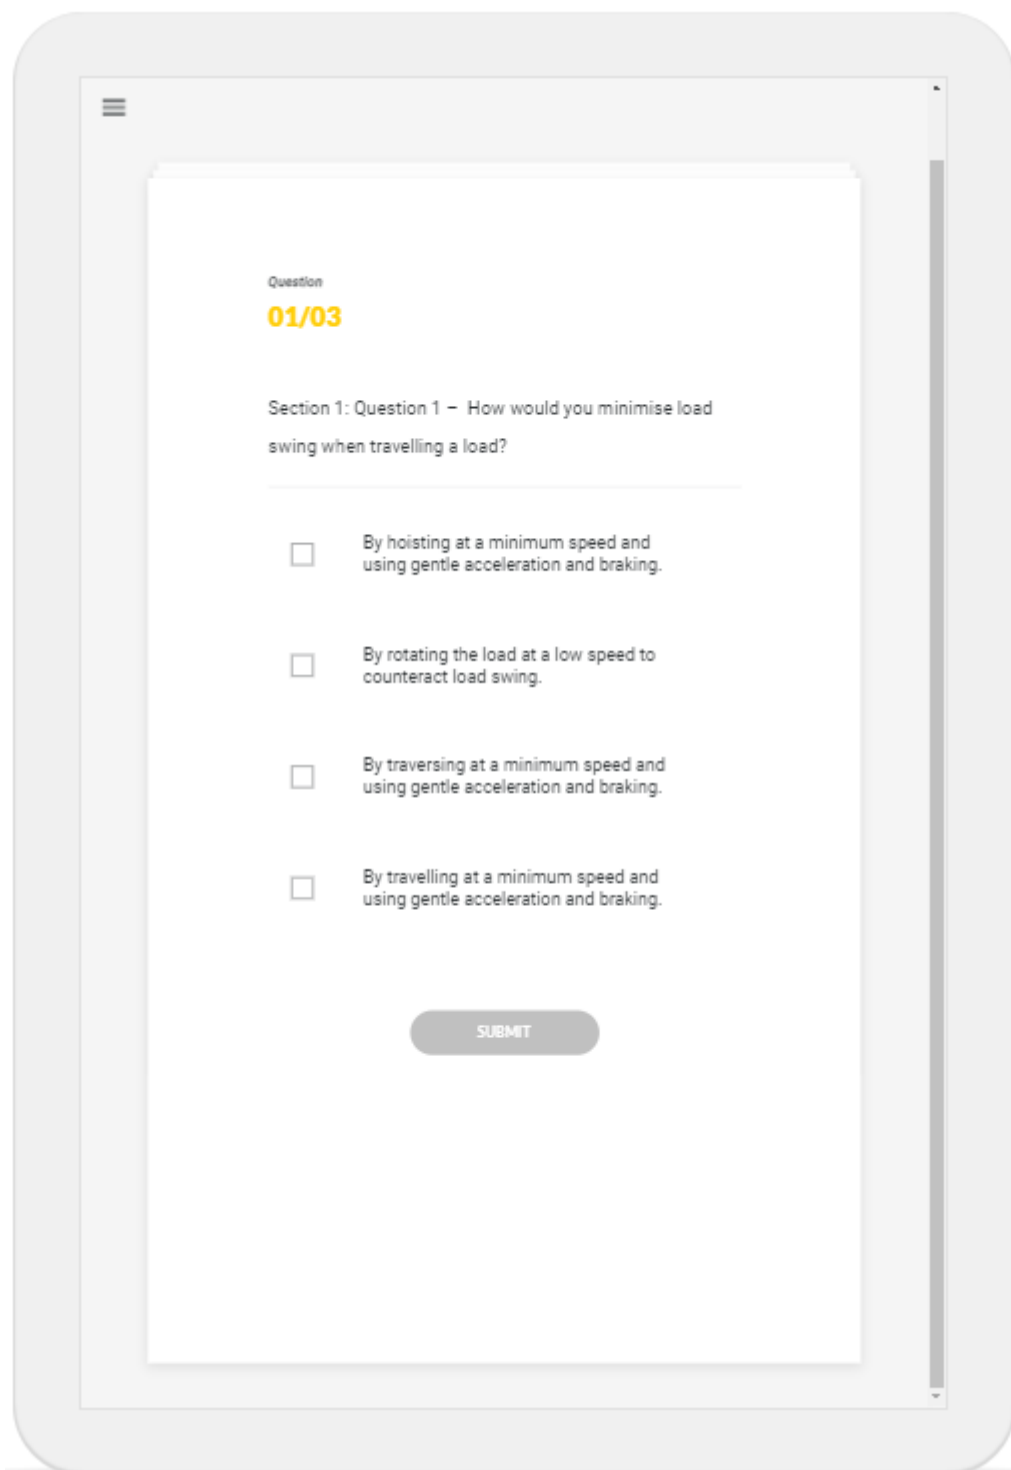 Question
01/03
Section 1: Question 1 – How would you minimise load
swing when travelling a load?
By hoisting at a minimum speed and
using gentle acceleration and braking.
By rotating the load at a low speed to
counteract load swing.
By traversing at a minimum speed and
using gentle acceleration and braking.
By travelling at a minimum speed and
using gentle acceleration and braking.
SUBMIT